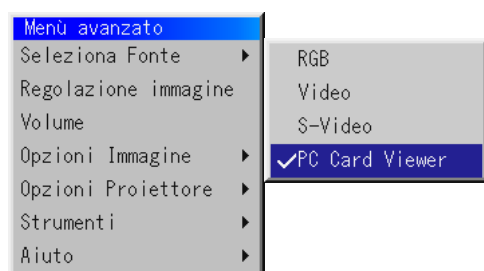 Menù avanzato
Seleziona Fonte
Regolazione immagine
Volume
Opzioni Immagine
Opzioni Proiettore
Strumenti
Aiuto
RGB
Video
S-Video
PC Card Viewer